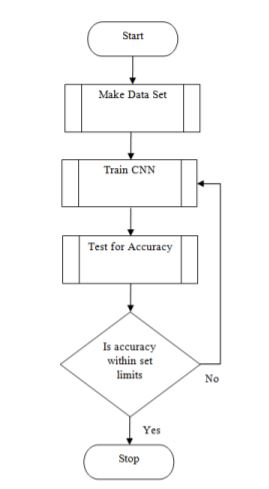 Start
Make Data Set
Train CNN
Test for Accuracy
Is accuracy
within set
limits
No
Yes
Stop